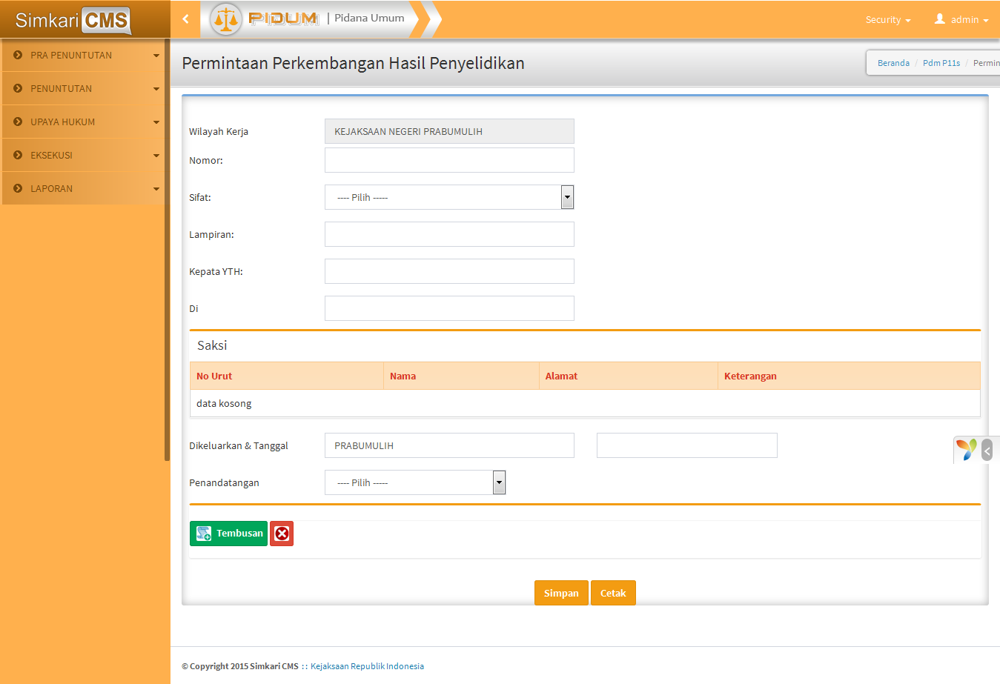 Simkari CMS
PIDUM | Pidana Umum
Security
admin
PRA PENUNTUTAN
PENUNTUTAN
UPAYA HUKUM
EKSEKUSI
LAPORAN
Permintaan Perkembangan Hasil Penyelidikan
Beranda / Pdm P11s / Permin
Wilayah Kerja
KEJAKSAAN NEGERI PRABUMULIH
Nomor:
Sifat:
---- Pilih -----
Lampiran:
Kepata YTH:
Di
Saksi
No Urut Nama Alamat Keterangan
data kosong
Dikeluarkan & Tanggal
PRABUMULIH
Penandatangan
---- Pilih -----
Tembusan
Simpan Cetak
© Copyright 2015 Simkari CMS :: Kejaksaan Republik Indonesia